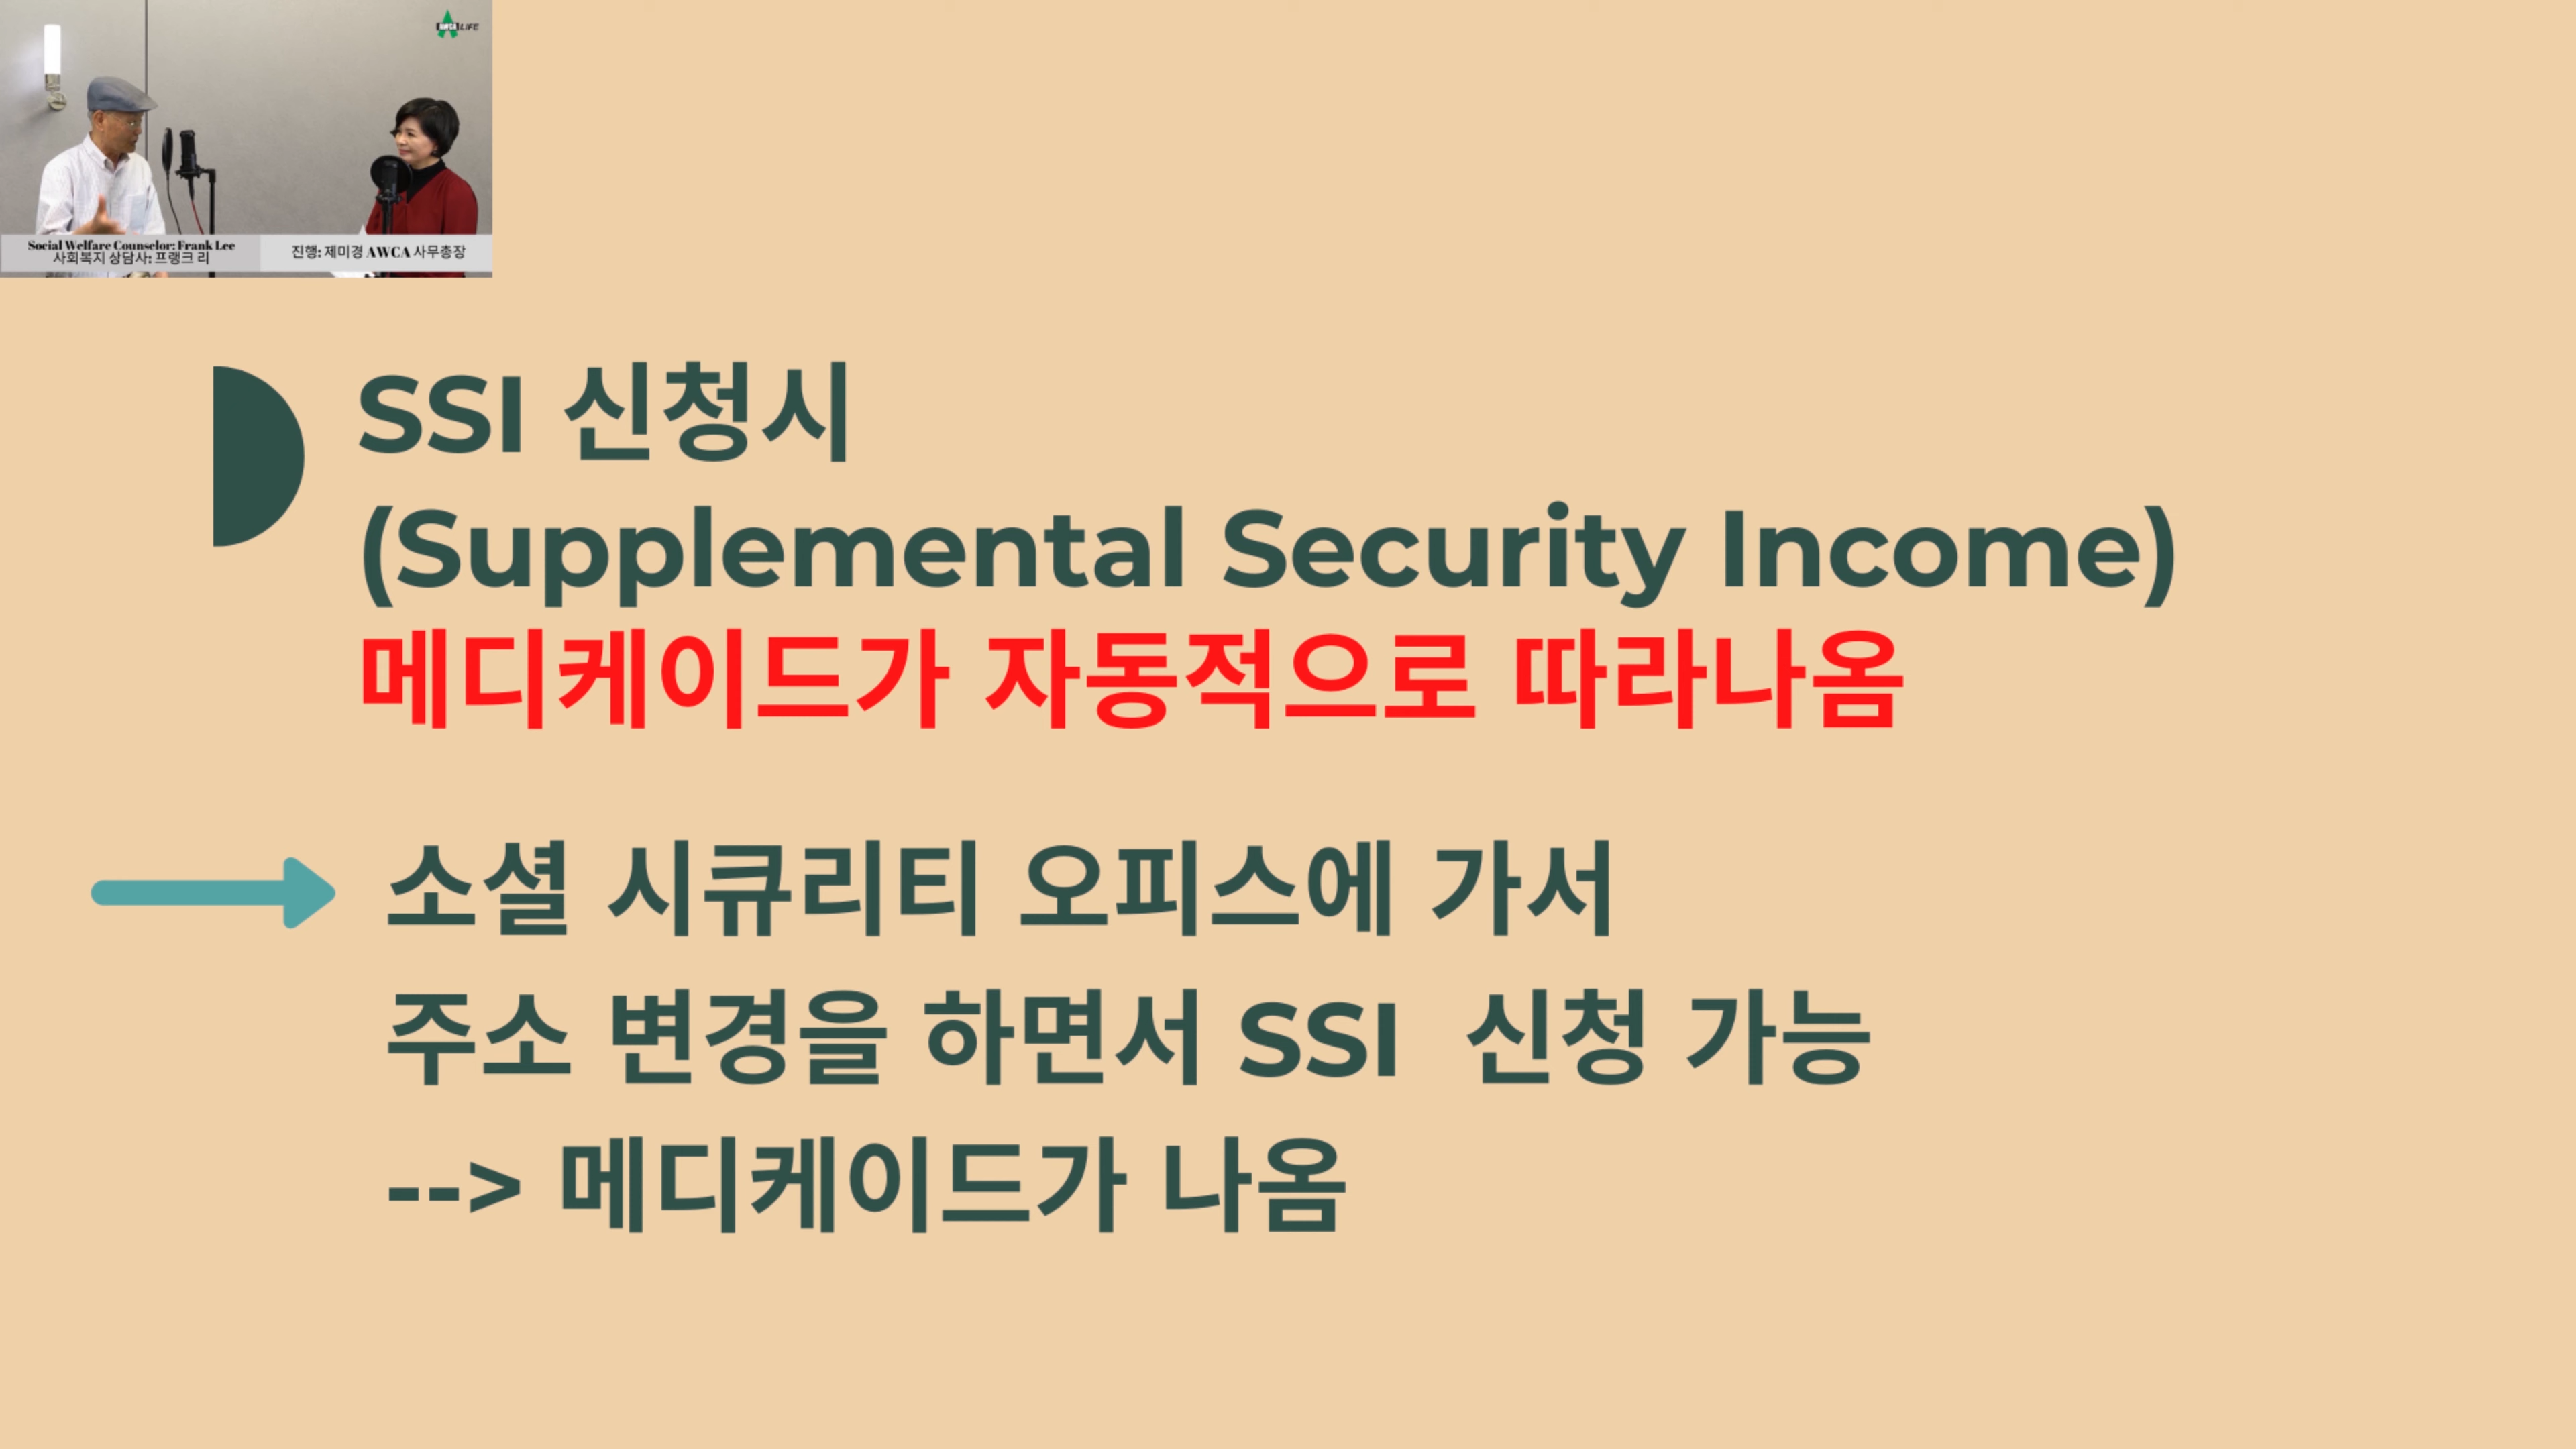 AWCA LIFE
Social Welfare Counselor: Frank Lee
사회복지 상담사: 프랭크 리
진행: 제미경 AWCA 사무총장
SSI 신청시
(Supplemental Security Income)
메디케이드가 자동적으로 따라나옴
소셜 시큐리티 오피스에 가서
주소 변경을 하면서 SSI 신청 가능
--> 메디케이드가 나옴